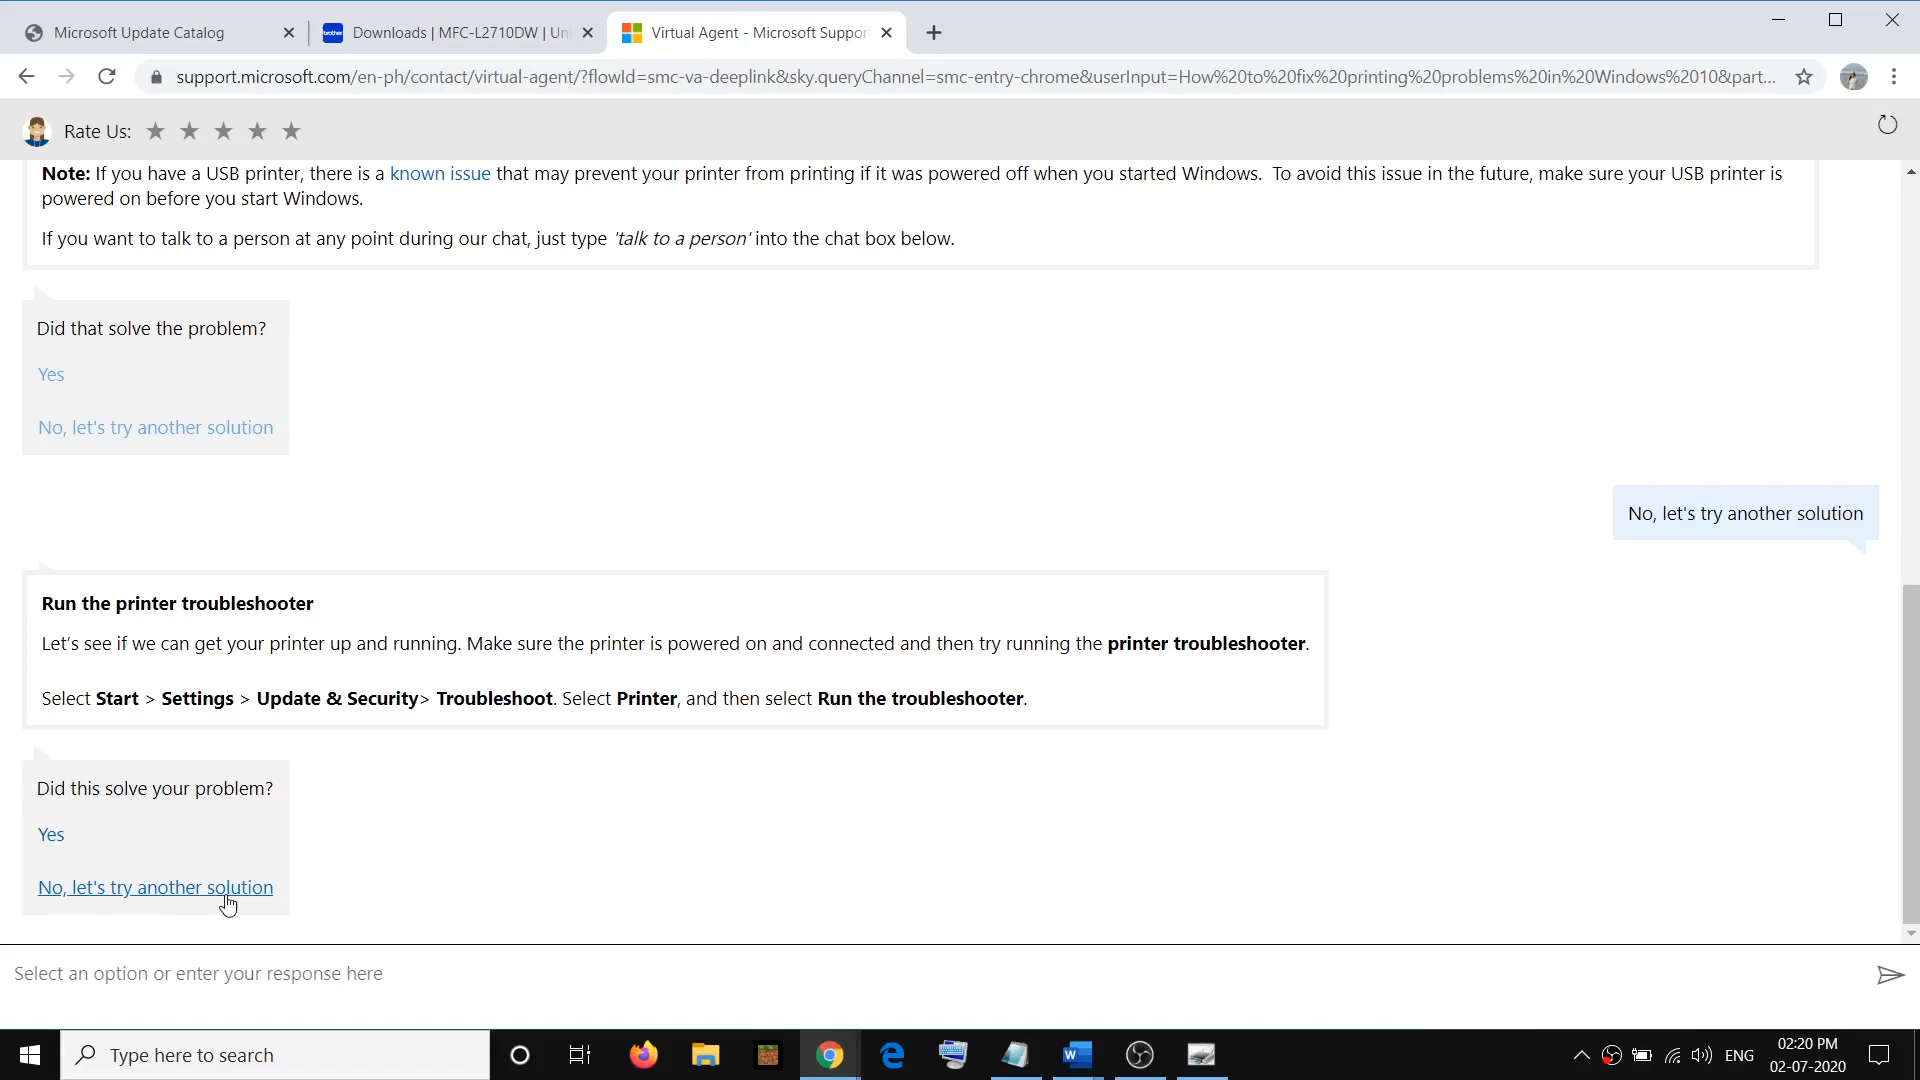 Microsoft Update Catalog
brother
Downloads | MFC-L2710DW | Un
Virtual Agent - Microsoft Suppor
support.microsoft.com/en-ph/contact/virtual-agent/?flowId=smc-va-deeplink&sky.queryChannel=smc-entry-chrome&userInput=How%20to%20fix%20printing%20problems%20in%20Windows%2010&part...
Rate Us:
Note: If you have a USB printer, there is a known issue that may prevent your printer from printing if it was powered off when you started Windows. To avoid this issue in the future, make sure your USB printer is
powered on before you start Windows.
If you want to talk to a person at any point during our chat, just type 'talk to a person' into the chat box below.
Did that solve the problem?
Yes
No, let's try another solution
No, let's try another solution
Run the printer troubleshooter
Let’s see if we can get your printer up and running. Make sure the printer is powered on and connected and then try running the printer troubleshooter.
Select Start > Settings > Update & Security> Troubleshoot. Select Printer, and then select Run the troubleshooter.
Did this solve your problem?
Yes
No, let's try another solution
Select an option or enter your response here
Type here to search
W
ENG
02:20 PM
02-07-2020